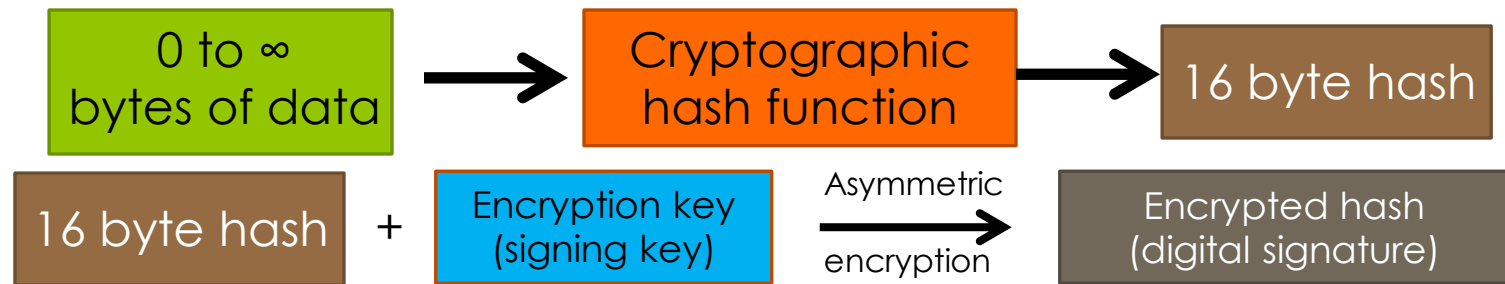 0 to ∞
bytes of data
Cryptographic
hash function
16 byte hash
16 byte hash
+
Encryption key
(signing key)
Asymmetric
encryption
Encrypted hash
(digital signature)